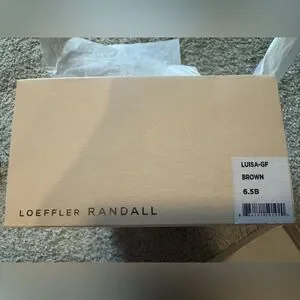 LUISA-GF
BROWN
6.5B
LOEFFLER RANDALL